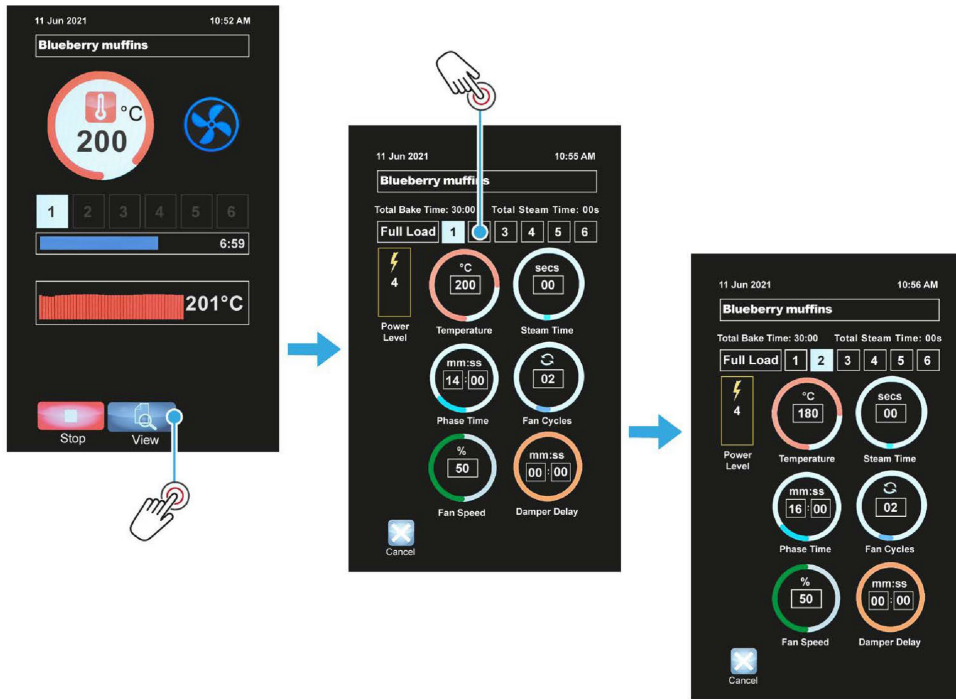 11 Jun 2021 10:52 AM
Blueberry muffins
°C
200
1 2 3 4 5 6
6:59
201°C
Stop View
11 Jun 2021 10:55 AM
Blueberry muffins
Total Bake Time: 30:00 Total Steam Time: 00s
Full Load 1 3 4 5 6
4
Power
Level
°C
200
Temperature
secs
00
Steam Time
mm:ss
14:00
Phase Time
02
Fan Cycles
%
50
Fan Speed
mm:ss
00:00
Damper Delay
Cancel
11 Jun 2021 10:56 AM
Blueberry muffins
Total Bake Time: 30:00 Total Steam Time: 00s
Full Load 1 2 3 4 5 6
4
Power
Level
°C
180
Temperature
secs
00
Steam Time
mm:ss
16:00
Phase Time
02
Fan Cycles
%
50
Fan Speed
mm:ss
00:00
Damper Delay
Cancel